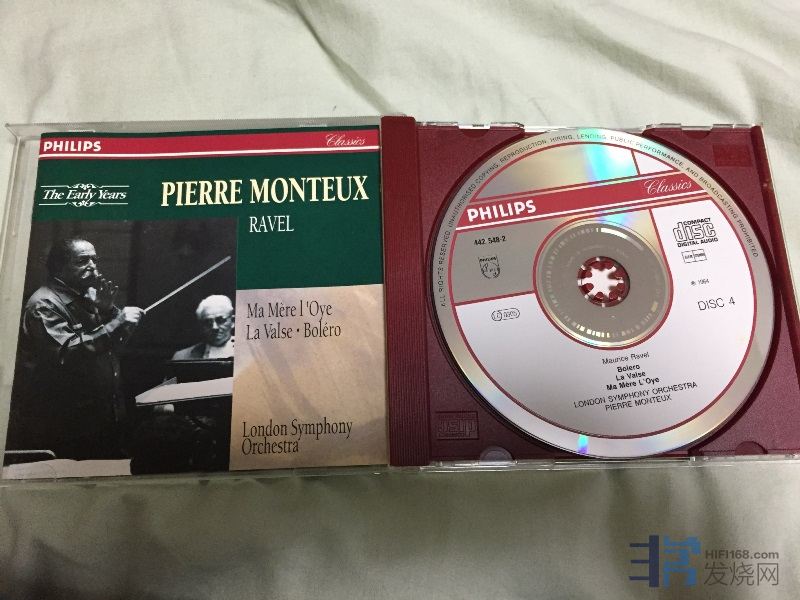 PHILIPS
Classics
The Early Years
PIERRE MONTEUX
RAVEL
Ma Mère l'Oye
La Valse • Boléro
London Symphony
Orchestra
ALL RIGHTS RESERVED. UNAUTHORISED COPYING, REPRODUCTION, HIRING, LENDING, PUBLIC PERFORMANCE AND BROADCASTING PROHIBITED
PHILIPS
Classics
442 548-2
PHILIPS
COMPACT
disc
DIGITAL AUDIO
℗ 1964
DISC 4
Maurice Ravel
Bolero
La Valse
Ma Mère L'Oye
LONDON SYMPHONY ORCHESTRA
PIERRE MONTEUX
HIFI168.com
发烧网